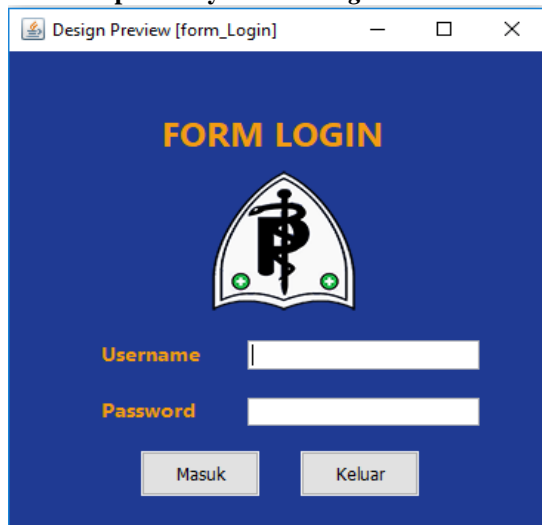 Design Preview [form_Login]
FORM LOGIN
Username
Password
Masuk
Keluar